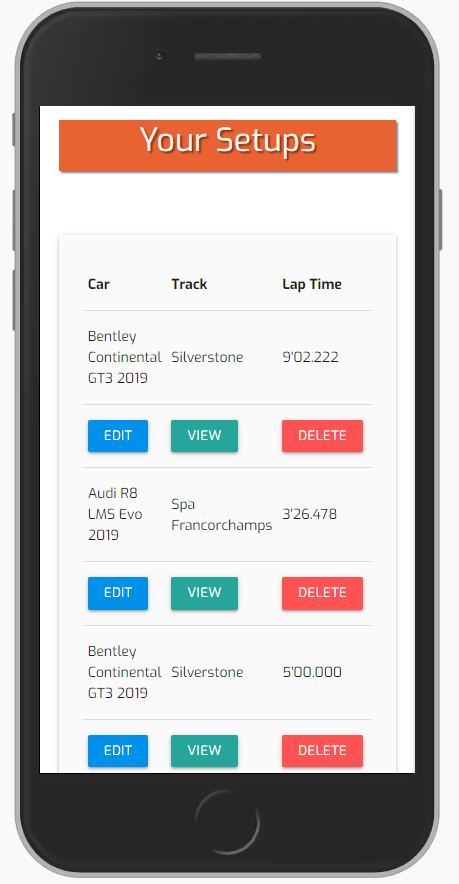 Your Setups
Car Track Lap Time
Bentley
Continental Silverstone 9'02.222
GT3 2019
EDIT VIEW DELETE
Audi R8
LMS Evo
2019
Spa
Francorchamps
3'26.478
EDIT VIEW DELETE
Bentley
Continental Silverstone 5'00.000
GT3 2019
EDIT VIEW DELETE